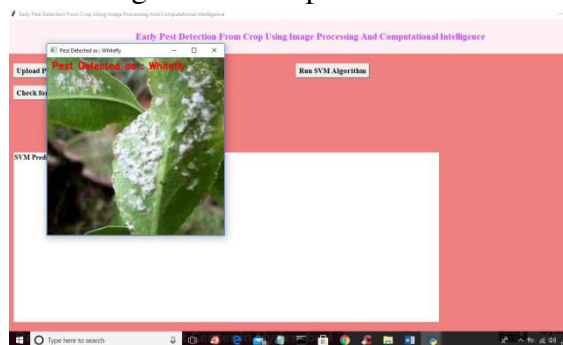 Early Pest Detection From Crop Using Image Processing And Computational Intelligence
Early Pest Detection From Crop Using Image Processing And Computational Intelligence
Pest Detected as : Whitefly
Upload P
Pest Detected as : Whitefly
Run SVM Algorithm
Check fo
SVM Pred
Type here to search